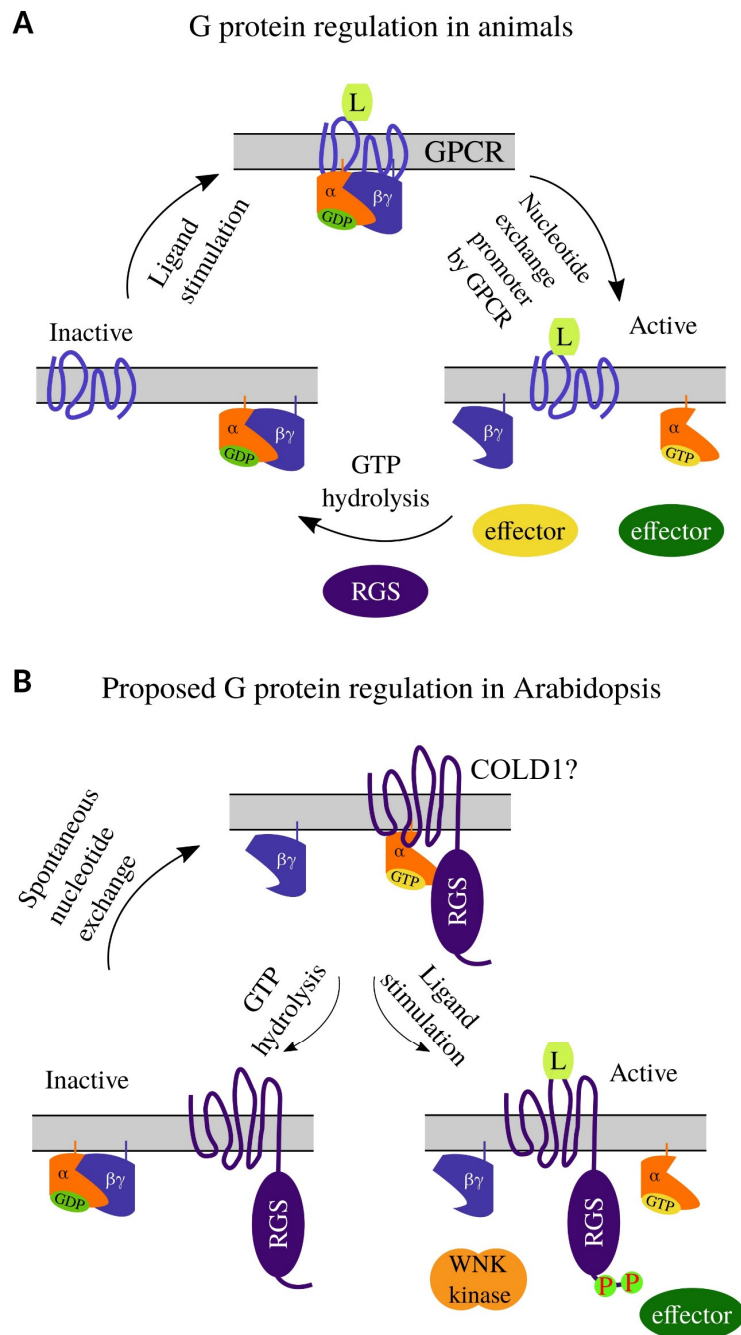 A
G protein regulation in animals
L
GPCR
α
βγ
GDP
Ligand
stimulation
Nucleotide
exchange
promoter
by GPCR
Inactive
α
βγ
GDP
L
Active
βγ
α
GTP
GTP
hydrolysis
effector
effector
RGS
B
Proposed G protein regulation in Arabidopsis
COLD1?
βγ
α
GTP
RGS
Spontaneous
nucleotide
exchange
GTP
hydrolysis
Ligand
stimulation
Inactive
α
βγ
GDP
RGS
L
Active
βγ
RGS
α
GTP
P
P
WNK
kinase
effector